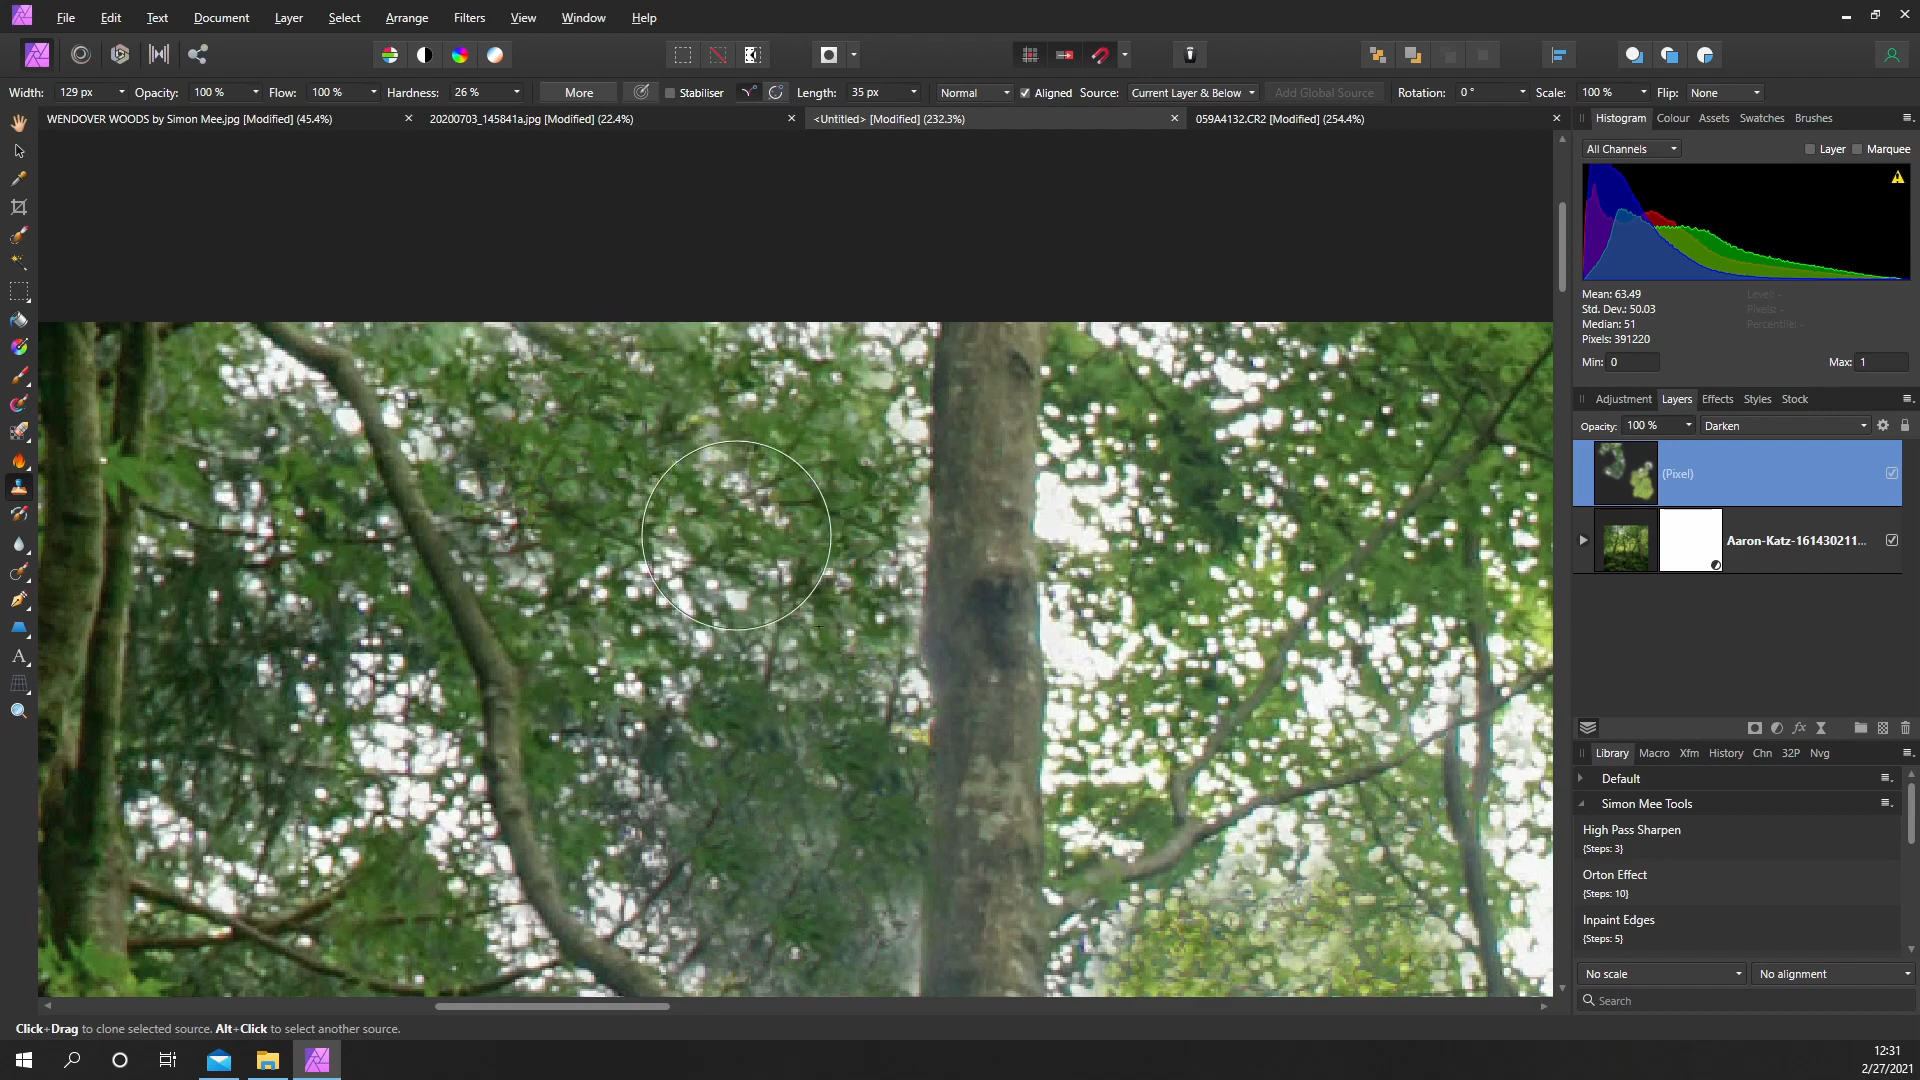 File Edit Text Document Layer Select Arrange Filters View Window Help
Width: 129 px Opacity: 100 % Flow: 100 % Hardness: 26 % More Stabiliser Length: 35 px Normal Aligned Source: Current Layer & Below Add Global Source Rotation: 0 ° Scale: 100 % Flip: None
WENDOVER WOODS by Simon Mee.jpg [Modified] (45.4%) 20200703_145841a.jpg [Modified] (22.4%) <Untitled> [Modified] (232.3%) 059A4132.CR2 [Modified] (254.4%)
Histogram Colour Assets Swatches Brushes
All Channels Layer Marquee
Mean: 63.49 Level: -
Std. Dev.: 50.03 Pixels: -
Median: 51 Percentile: -
Pixels: 391220
Min: 0 Max: 1
Adjustment Layers Effects Styles Stock
Opacity: 100 % Darken
(Pixel)
Aaron-Katz-161430211...
Library Macro Xfm History Chn 32P Nvg
Default
Simon Mee Tools
High Pass Sharpen
{Steps: 3}
Orton Effect
{Steps: 10}
Inpaint Edges
{Steps: 5}
No scale No alignment
Search
Click+Drag to clone selected source. Alt+Click to select another source.
12:31
2/27/2021